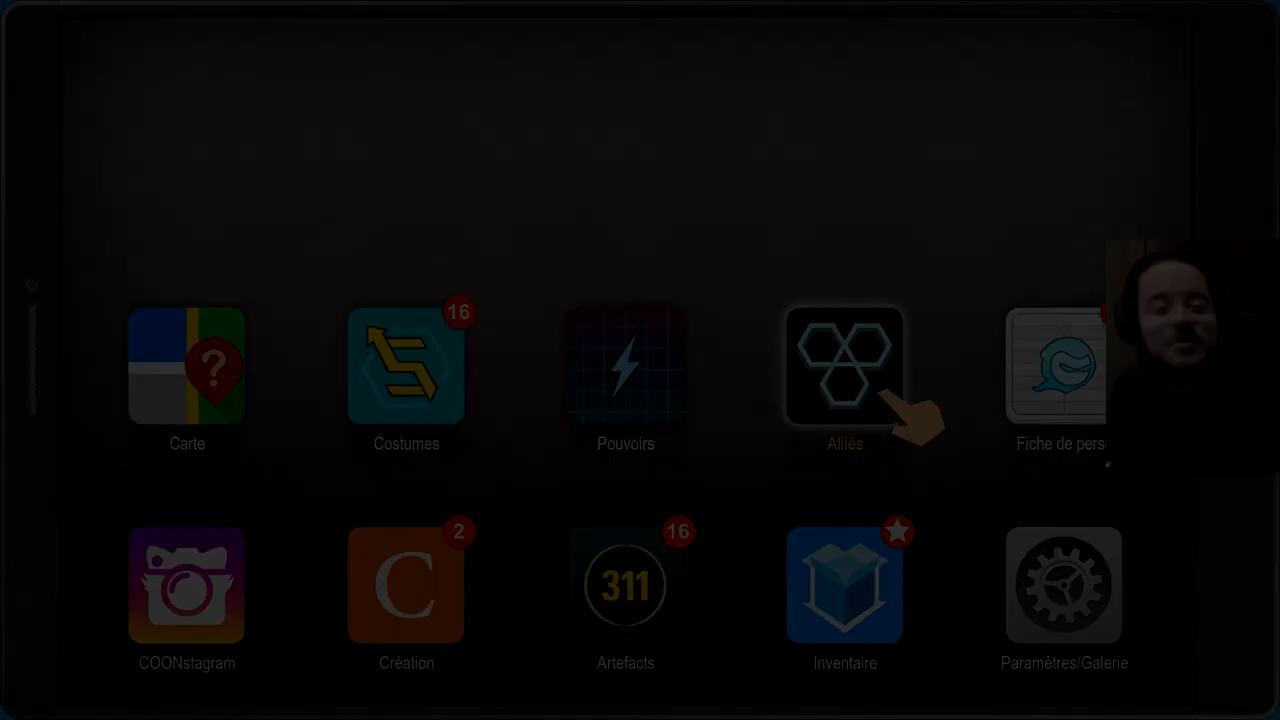 16
?
Carte
Costumes
Pouvoirs
Alliés
Fiche de pers
2
16
C
311
COONstagram
Création
Artefacts
Inventaire
Paramètres/Galerie